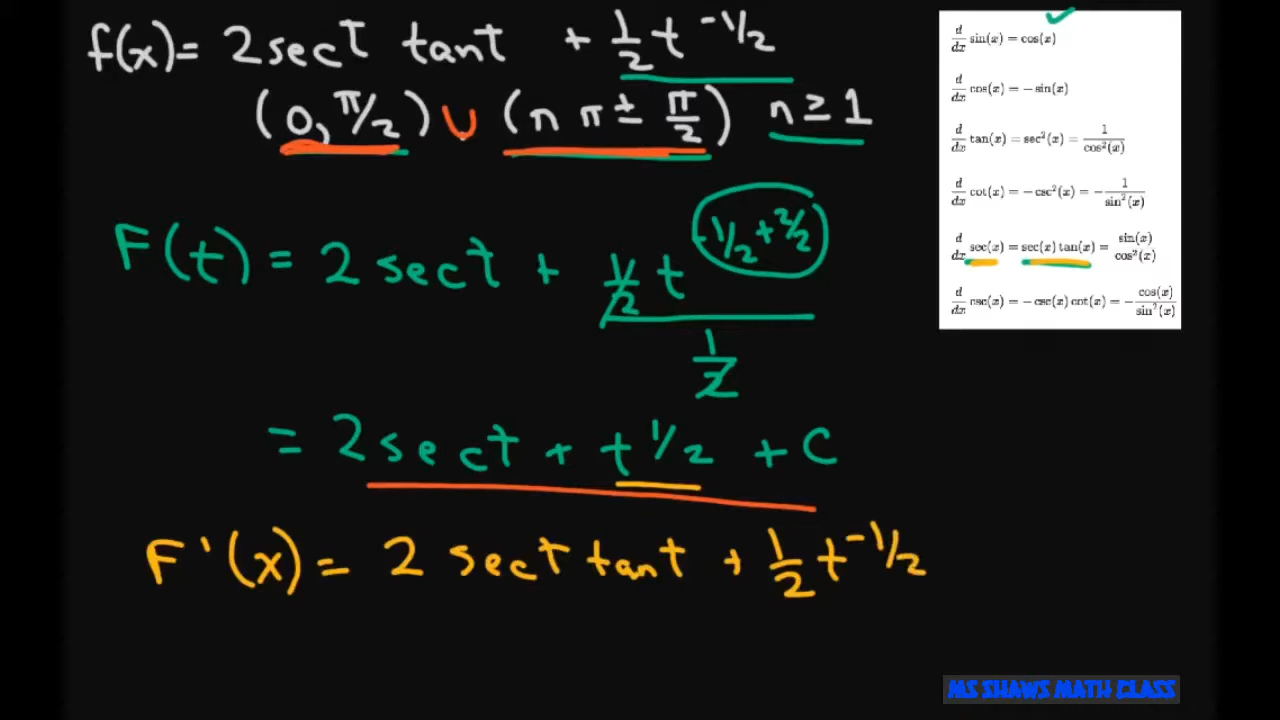 f(x)= 2sect tant + 1/2 t^-1/2
(0, π/2) ∪ (n π ± π/2) n ≥ 1
F(t) = 2 sect + 1/2 t^(-1/2+2/2)
1/2
= 2sect + t^1/2 + C
F'(x) = 2 sect tant + 1/2 t^-1/2
d/dx sin(x) = cos(x)
d/dx cos(x) = − sin(x)
d/dx tan(x) = sec²(x) = 1/cos²(x)
d/dx cot(x) = − csc²(x) = − 1/sin²(x)
d/dx sec(x) = sec(x) tan(x) = sin(x)/cos²(x)
d/dx csc(x) = − csc(x) cot(x) = − cos(x)/sin²(x)
MS SHAWS MATH CLASS